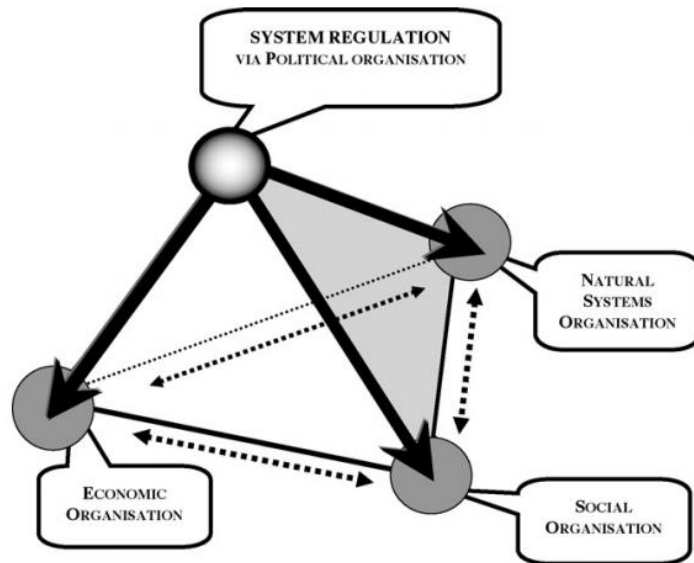 SYSTEM REGULATION
VIA POLITICAL ORGANISATION
NATURAL
SYSTEMS
ORGANISATION
ECONOMIC
ORGANISATION
SOCIAL
ORGANISATION